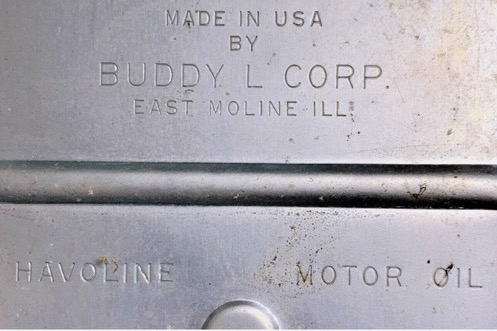 MADE IN USA
BY
BUDDY L CORP.
EAST MOLINE ILL.
HAVOLINE MOTOR OIL